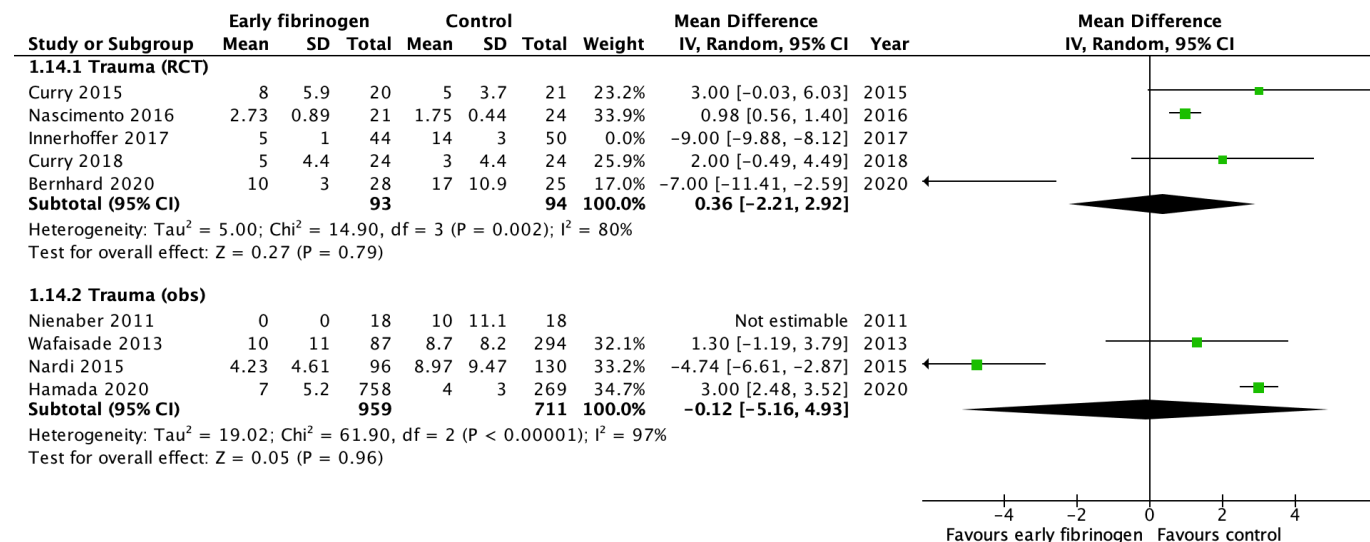 Early fibrinogen Control Mean Difference Mean Difference
Study or Subgroup Mean SD Total Mean SD Total Weight IV, Random, 95% CI Year IV, Random, 95% CI
1.14.1 Trauma (RCT)
Curry 2015 8 5.9 20 5 3.7 21 23.2% 3.00 [-0.03, 6.03] 2015
Nascimento 2016 2.73 0.89 21 1.75 0.44 24 33.9% 0.98 [0.56, 1.40] 2016
Innerhoffer 2017 5 1 44 14 3 50 0.0% -9.00 [-9.88, -8.12] 2017
Curry 2018 5 4.4 24 3 4.4 24 25.9% 2.00 [-0.49, 4.49] 2018
Bernhard 2020 10 3 28 17 10.9 25 17.0% -7.00 [-11.41, -2.59] 2020
Subtotal (95% CI) 93 94 100.0% 0.36 [-2.21, 2.92]
Heterogeneity: Tau² = 5.00; Chi² = 14.90, df = 3 (P = 0.002); I² = 80%
Test for overall effect: Z = 0.27 (P = 0.79)
1.14.2 Trauma (obs)
Nienaber 2011 0 0 18 10 11.1 18 Not estimable 2011
Wafaisade 2013 10 11 87 8.7 8.2 294 32.1% 1.30 [-1.19, 3.79] 2013
Nardi 2015 4.23 4.61 96 8.97 9.47 130 33.2% -4.74 [-6.61, -2.87] 2015
Hamada 2020 7 5.2 758 4 3 269 34.7% 3.00 [2.48, 3.52] 2020
Subtotal (95% CI) 959 711 100.0% -0.12 [-5.16, 4.93]
Heterogeneity: Tau² = 19.02; Chi² = 61.90, df = 2 (P < 0.00001); I² = 97%
Test for overall effect: Z = 0.05 (P = 0.96)
-4 -2 0 2 4
Favours early fibrinogen Favours control